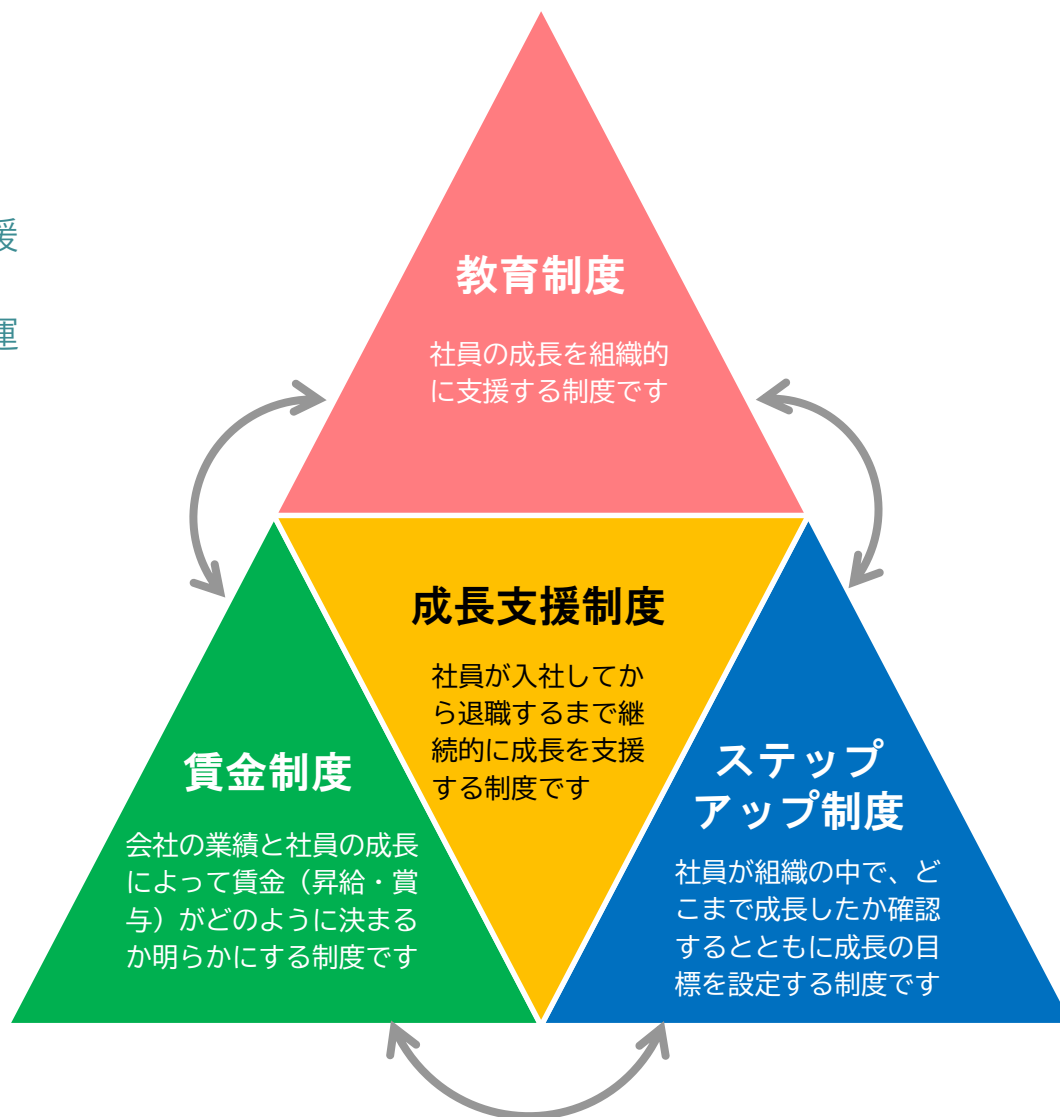 援
運
教育制度
社員の成長を組織的
に支援する制度です
成長支援制度
社員が入社してか
ら退職するまで継
続的に成長を支援
する制度です
賃金制度
会社の業績と社員の成長
によって賃金（昇給・賞
与）がどのように決まる
か明らかにする制度です
ステップ
アップ制度
社員が組織の中で、ど
こまで成長したか確認
するとともに成長の目
標を設定する制度です